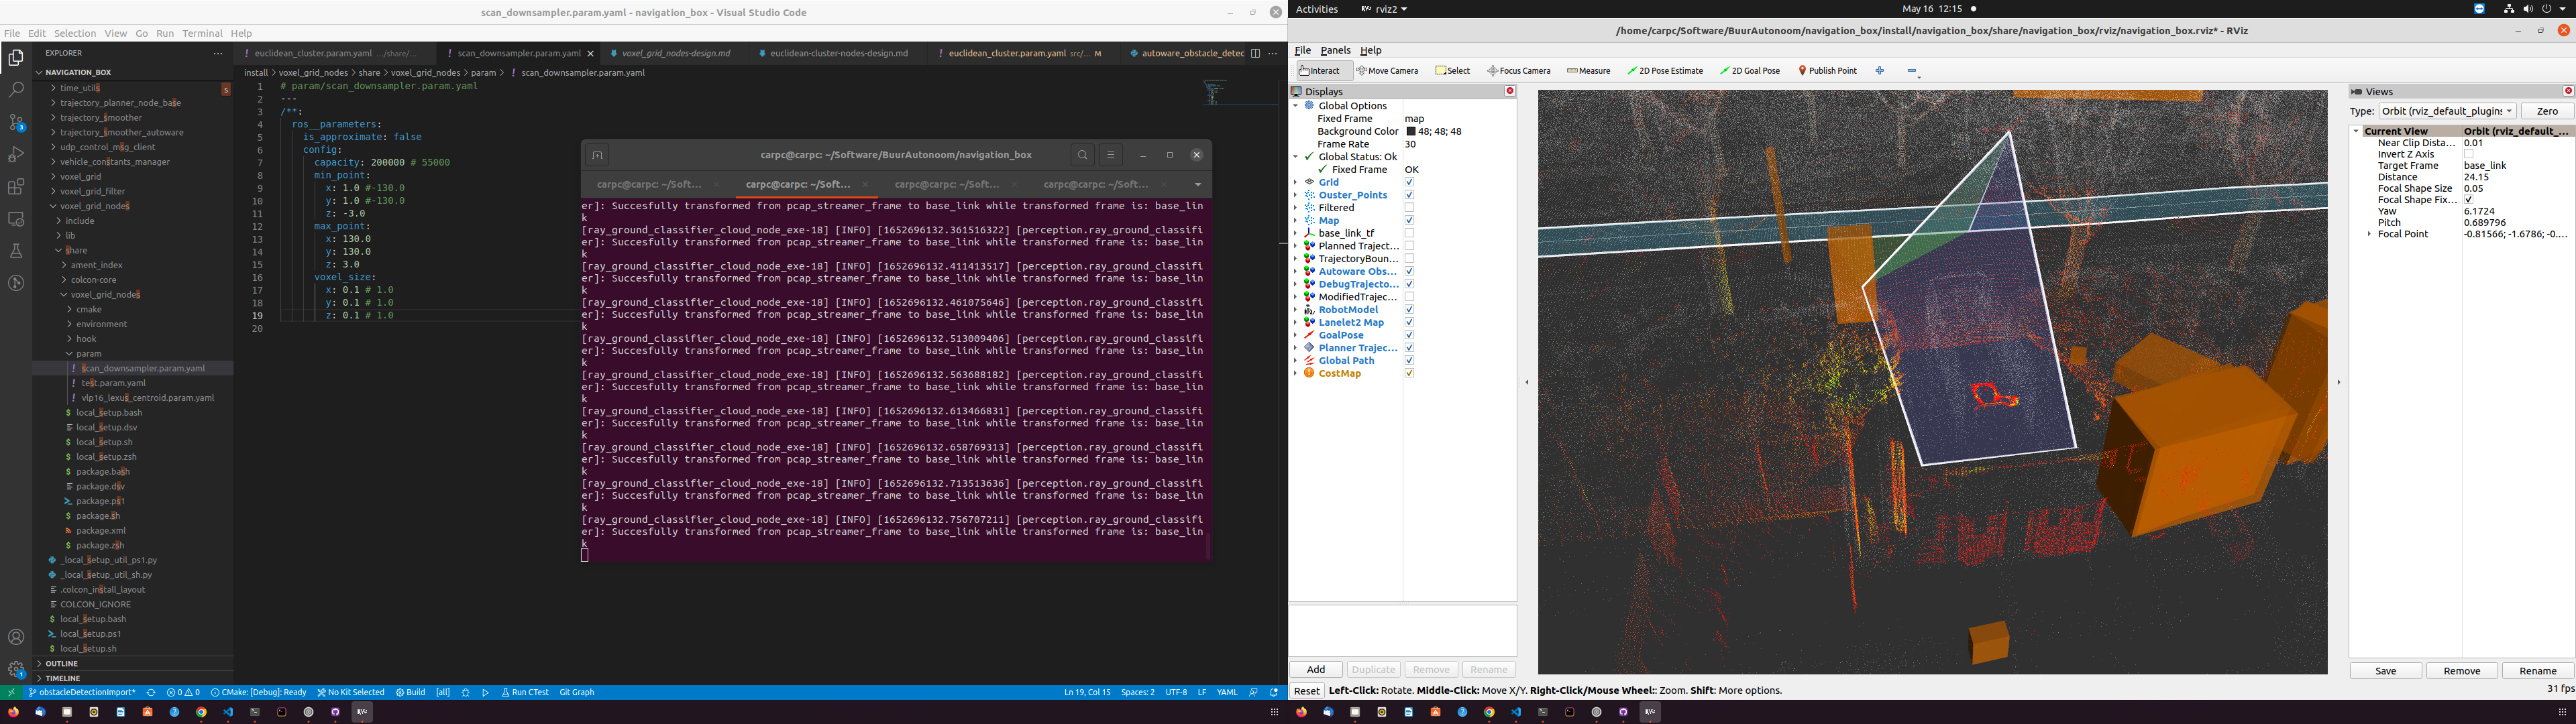 scan_downsampler.param.yaml - navigation_box - Visual Studio Code
File Edit Selection View Go Run Terminal Help
EXPLORER
NAVIGATION_BOX
time_utils
5
trajectory_planner_node_base
trajectory_smoother
trajectory_smoother_autoware
udp_control_msg_client
vehicle_constants_manager
voxel_grid
voxel_grid_filter
voxel_grid_nodes
include
lib
share
ament_index
colcon-core
voxel_grid_nodes
cmake
environment
hook
param
scan_downsampler.param.yaml
test.param.yaml
vlp16_lexus_centroid.param.yaml
local_setup.bash
local_setup.dsv
local_setup.sh
local_setup.zsh
package.bash
package.dsv
package.ps1
package.sh
package.xml
package.zsh
_local_setup_util_ps1.py
_local_setup_util_sh.py
.colcon_install_layout
COLCON_IGNORE
local_setup.bash
local_setup.ps1
local_setup.sh
OUTLINE
TIMELINE
euclidean_cluster.param.yaml .../share/...
scan_downsampler.param.yaml
voxel_grid_nodes-design.md
euclidean-cluster-nodes-design.md
euclidean_cluster.param.yaml src/... M
autoware_obstacle_detec
install > voxel_grid_nodes > share > voxel_grid_nodes > param > ! scan_downsampler.param.yaml
1 # param/scan_downsampler.param.yaml
2 ---
3 /**:
4 ros__parameters:
5 is_approximate: false
6 config:
7 capacity: 200000 # 55000
8 min_point:
9 x: 1.0 #-130.0
10 y: 1.0 #-130.0
11 z: -3.0
12 max_point:
13 x: 130.0
14 y: 130.0
15 z: 3.0
16 voxel_size:
17 x: 0.1 # 1.0
18 y: 0.1 # 1.0
19 z: 0.1 # 1.0
20
carpc@carpc: ~/Software/BuurAutonoom/navigation_box
carpc@carpc: ~/Soft...
carpc@carpc: ~/Soft...
carpc@carpc: ~/Soft...
carpc@carpc: ~/Soft...
er]: Succesfully transformed from pcap_streamer_frame to base_link while transformed frame is: base_lin
k
[ray_ground_classifier_cloud_node_exe-18] [INFO] [1652696132.361516322] [perception.ray_ground_classifi
er]: Succesfully transformed from pcap_streamer_frame to base_link while transformed frame is: base_lin
k
[ray_ground_classifier_cloud_node_exe-18] [INFO] [1652696132.411413517] [perception.ray_ground_classifi
er]: Succesfully transformed from pcap_streamer_frame to base_link while transformed frame is: base_lin
k
[ray_ground_classifier_cloud_node_exe-18] [INFO] [1652696132.461075646] [perception.ray_ground_classifi
er]: Succesfully transformed from pcap_streamer_frame to base_link while transformed frame is: base_lin
k
[ray_ground_classifier_cloud_node_exe-18] [INFO] [1652696132.513009406] [perception.ray_ground_classifi
er]: Succesfully transformed from pcap_streamer_frame to base_link while transformed frame is: base_lin
k
[ray_ground_classifier_cloud_node_exe-18] [INFO] [1652696132.563688182] [perception.ray_ground_classifi
er]: Succesfully transformed from pcap_streamer_frame to base_link while transformed frame is: base_lin
k
[ray_ground_classifier_cloud_node_exe-18] [INFO] [1652696132.613466831] [perception.ray_ground_classifi
er]: Succesfully transformed from pcap_streamer_frame to base_link while transformed frame is: base_lin
k
[ray_ground_classifier_cloud_node_exe-18] [INFO] [1652696132.658769313] [perception.ray_ground_classifi
er]: Succesfully transformed from pcap_streamer_frame to base_link while transformed frame is: base_lin
k
[ray_ground_classifier_cloud_node_exe-18] [INFO] [1652696132.713513636] [perception.ray_ground_classifi
er]: Succesfully transformed from pcap_streamer_frame to base_link while transformed frame is: base_lin
k
[ray_ground_classifier_cloud_node_exe-18] [INFO] [1652696132.756707211] [perception.ray_ground_classifi
er]: Succesfully transformed from pcap_streamer_frame to base_link while transformed frame is: base_lin
k
obstacleDetectionImport* 0 0 CMake: [Debug]: Ready No Kit Selected Build [all] Run CTest Git Graph
Ln 19, Col 15 Spaces: 2 UTF-8 LF YAML
Activities rviz2 May 16 12:15
/home/carpc/Software/BuurAutonoom/navigation_box/install/navigation_box/share/navigation_box/rviz/navigation_box.rviz* - RViz
File Panels Help
Interact Move Camera Select Focus Camera Measure 2D Pose Estimate 2D Goal Pose Publish Point
Displays
Global Options
Fixed Frame map
Background Color 48; 48; 48
Frame Rate 30
Global Status: Ok
Fixed Frame OK
Grid
Ouster_Points
Filtered
Map
base_link_tf
Planned Traject...
TrajectoryBoun...
Autoware Obs...
DebugTrajecto...
ModifiedTrajec...
RobotModel
Lanelet2 Map
GoalPose
Planner Trajec...
Global Path
CostMap
Add Duplicate Remove Rename
Reset Left-Click: Rotate. Middle-Click: Move X/Y. Right-Click/Mouse Wheel:: Zoom. Shift: More options.
31 fps
Views
Type: Orbit (rviz_default_plugins Zero
Current View Orbit (rviz_default_...
Near Clip Dista... 0.01
Invert Z Axis
Target Frame base_link
Distance 24.15
Focal Shape Size 0.05
Focal Shape Fix...
Yaw 6.1724
Pitch 0.689796
Focal Point -0.81566; -1.6786; -0....
Save Remove Rename